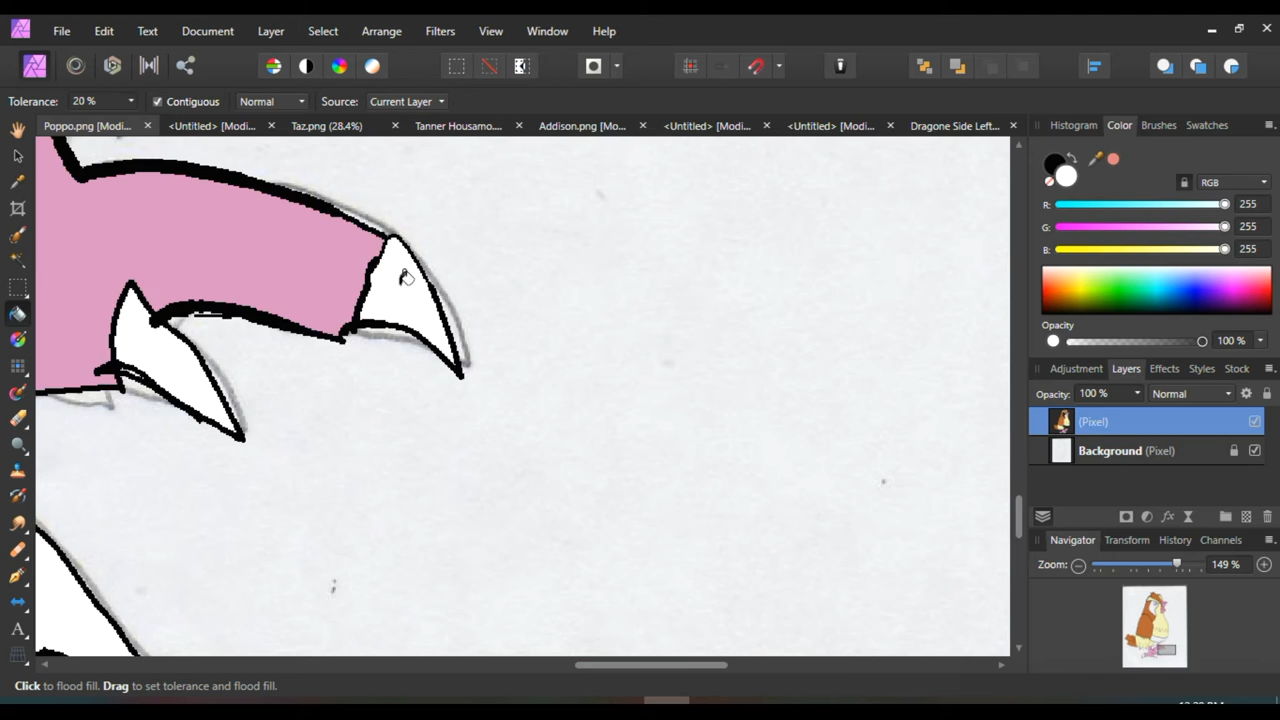 File Edit Text Document Layer Select Arrange Filters View Window Help
Tolerance: 20 % Contiguous Normal Source: Current Layer
Poppo.png [Modi... <Untitled> [Modi... Taz.png (28.4%) Tanner Housamo... Addison.png [Mo... <Untitled> [Modi... <Untitled> [Modi... Dragone Side Left...
Histogram Color Brushes Swatches
RGB
R: 255
G: 255
B: 255
Opacity
100 %
Adjustment Layers Effects Styles Stock
Opacity: 100 % Normal
(Pixel)
Background (Pixel)
fx
Navigator Transform History Channels
Zoom: 149 %
A
Click to flood fill. Drag to set tolerance and flood fill.